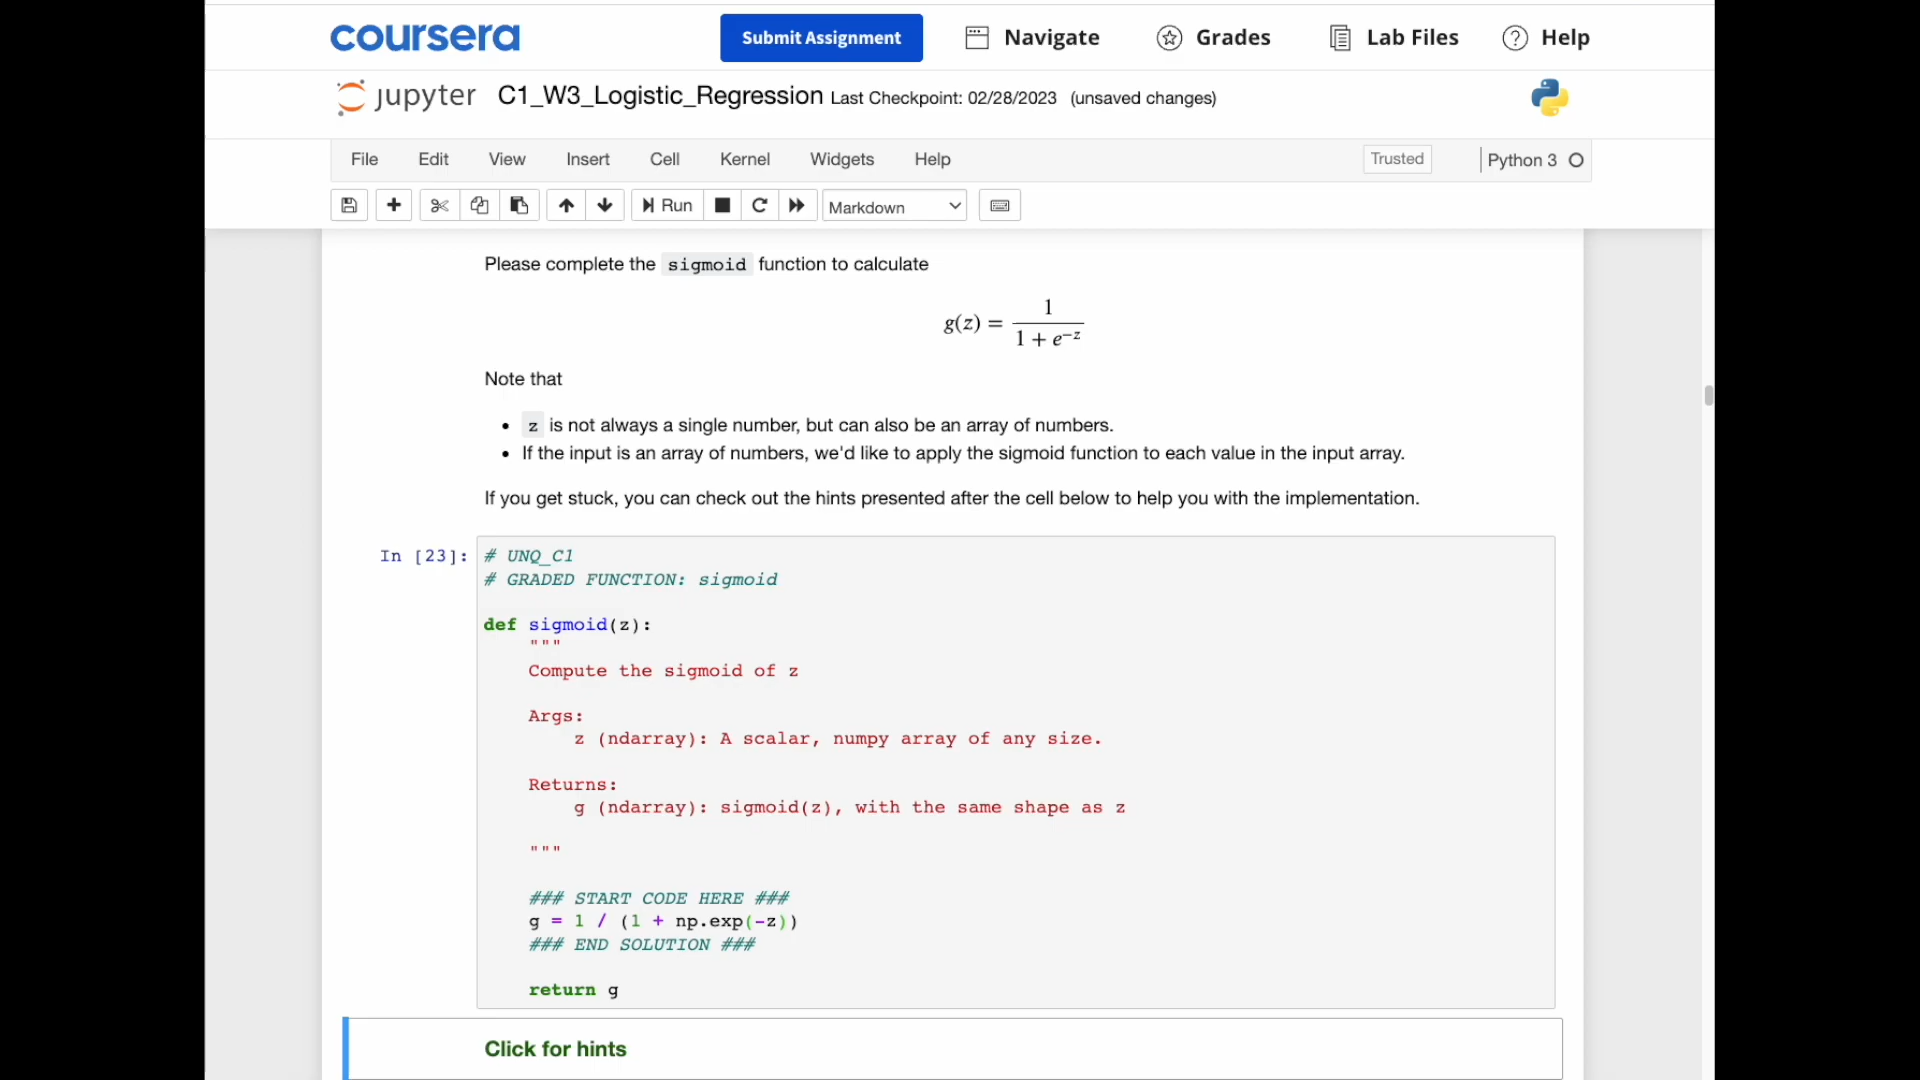 coursera Submit Assignment Navigate Grades Lab Files Help
jupyter C1_W3_Logistic_Regression Last Checkpoint: 02/28/2023 (unsaved changes)
File Edit View Insert Cell Kernel Widgets Help Trusted Python 3
Run Markdown
Please complete the sigmoid function to calculate
g(z) = 1 / (1 + e^−z)
Note that
• z is not always a single number, but can also be an array of numbers.
• If the input is an array of numbers, we'd like to apply the sigmoid function to each value in the input array.
If you get stuck, you can check out the hints presented after the cell below to help you with the implementation.
In [23]: # UNQ_C1
# GRADED FUNCTION: sigmoid
def sigmoid(z):
"""
Compute the sigmoid of z
Args:
z (ndarray): A scalar, numpy array of any size.
Returns:
g (ndarray): sigmoid(z), with the same shape as z
"""
### START CODE HERE ###
g = 1 / (1 + np.exp(-z))
### END SOLUTION ###
return g
Click for hints